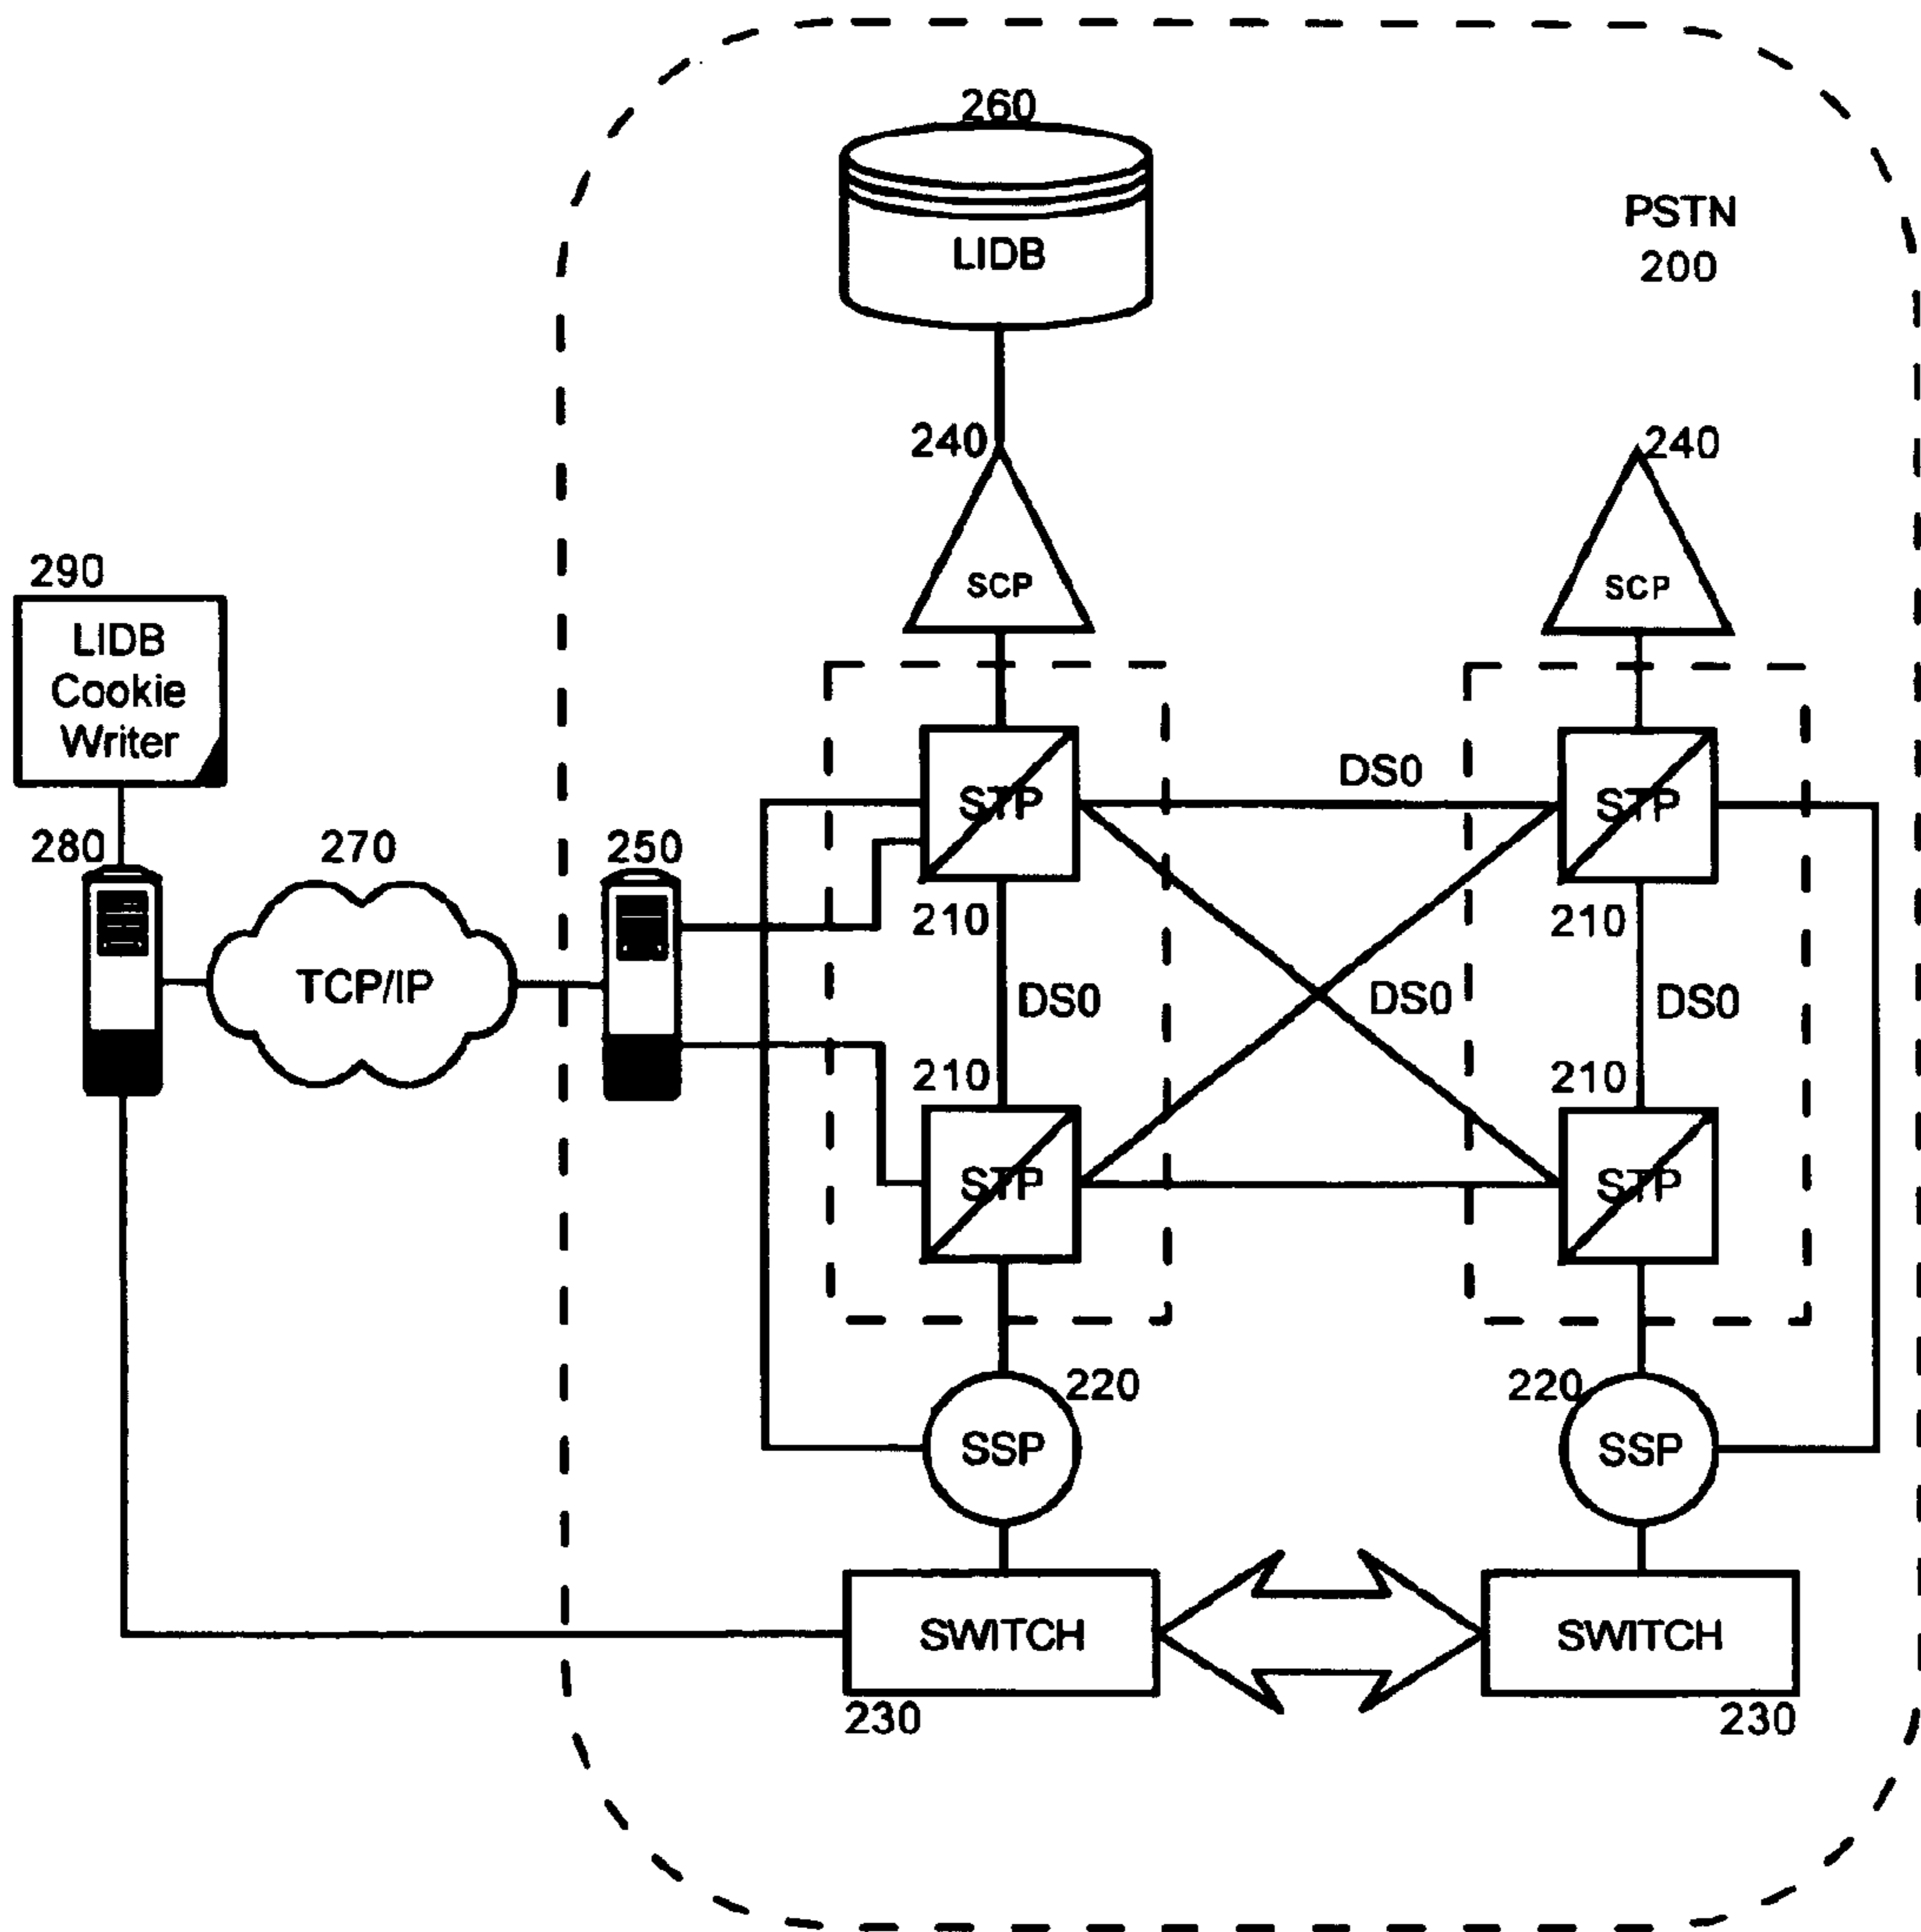 260
LIDB
PSTN
200
240
SCP
240
SCP
290
LIDB
Cookie
Writer
280
270
TCP/IP
250
STP
210
DS0
STP
210
DS0
DS0
DS0
210
STP
210
STP
220
SSP
220
SSP
SWITCH
230
SWITCH
230